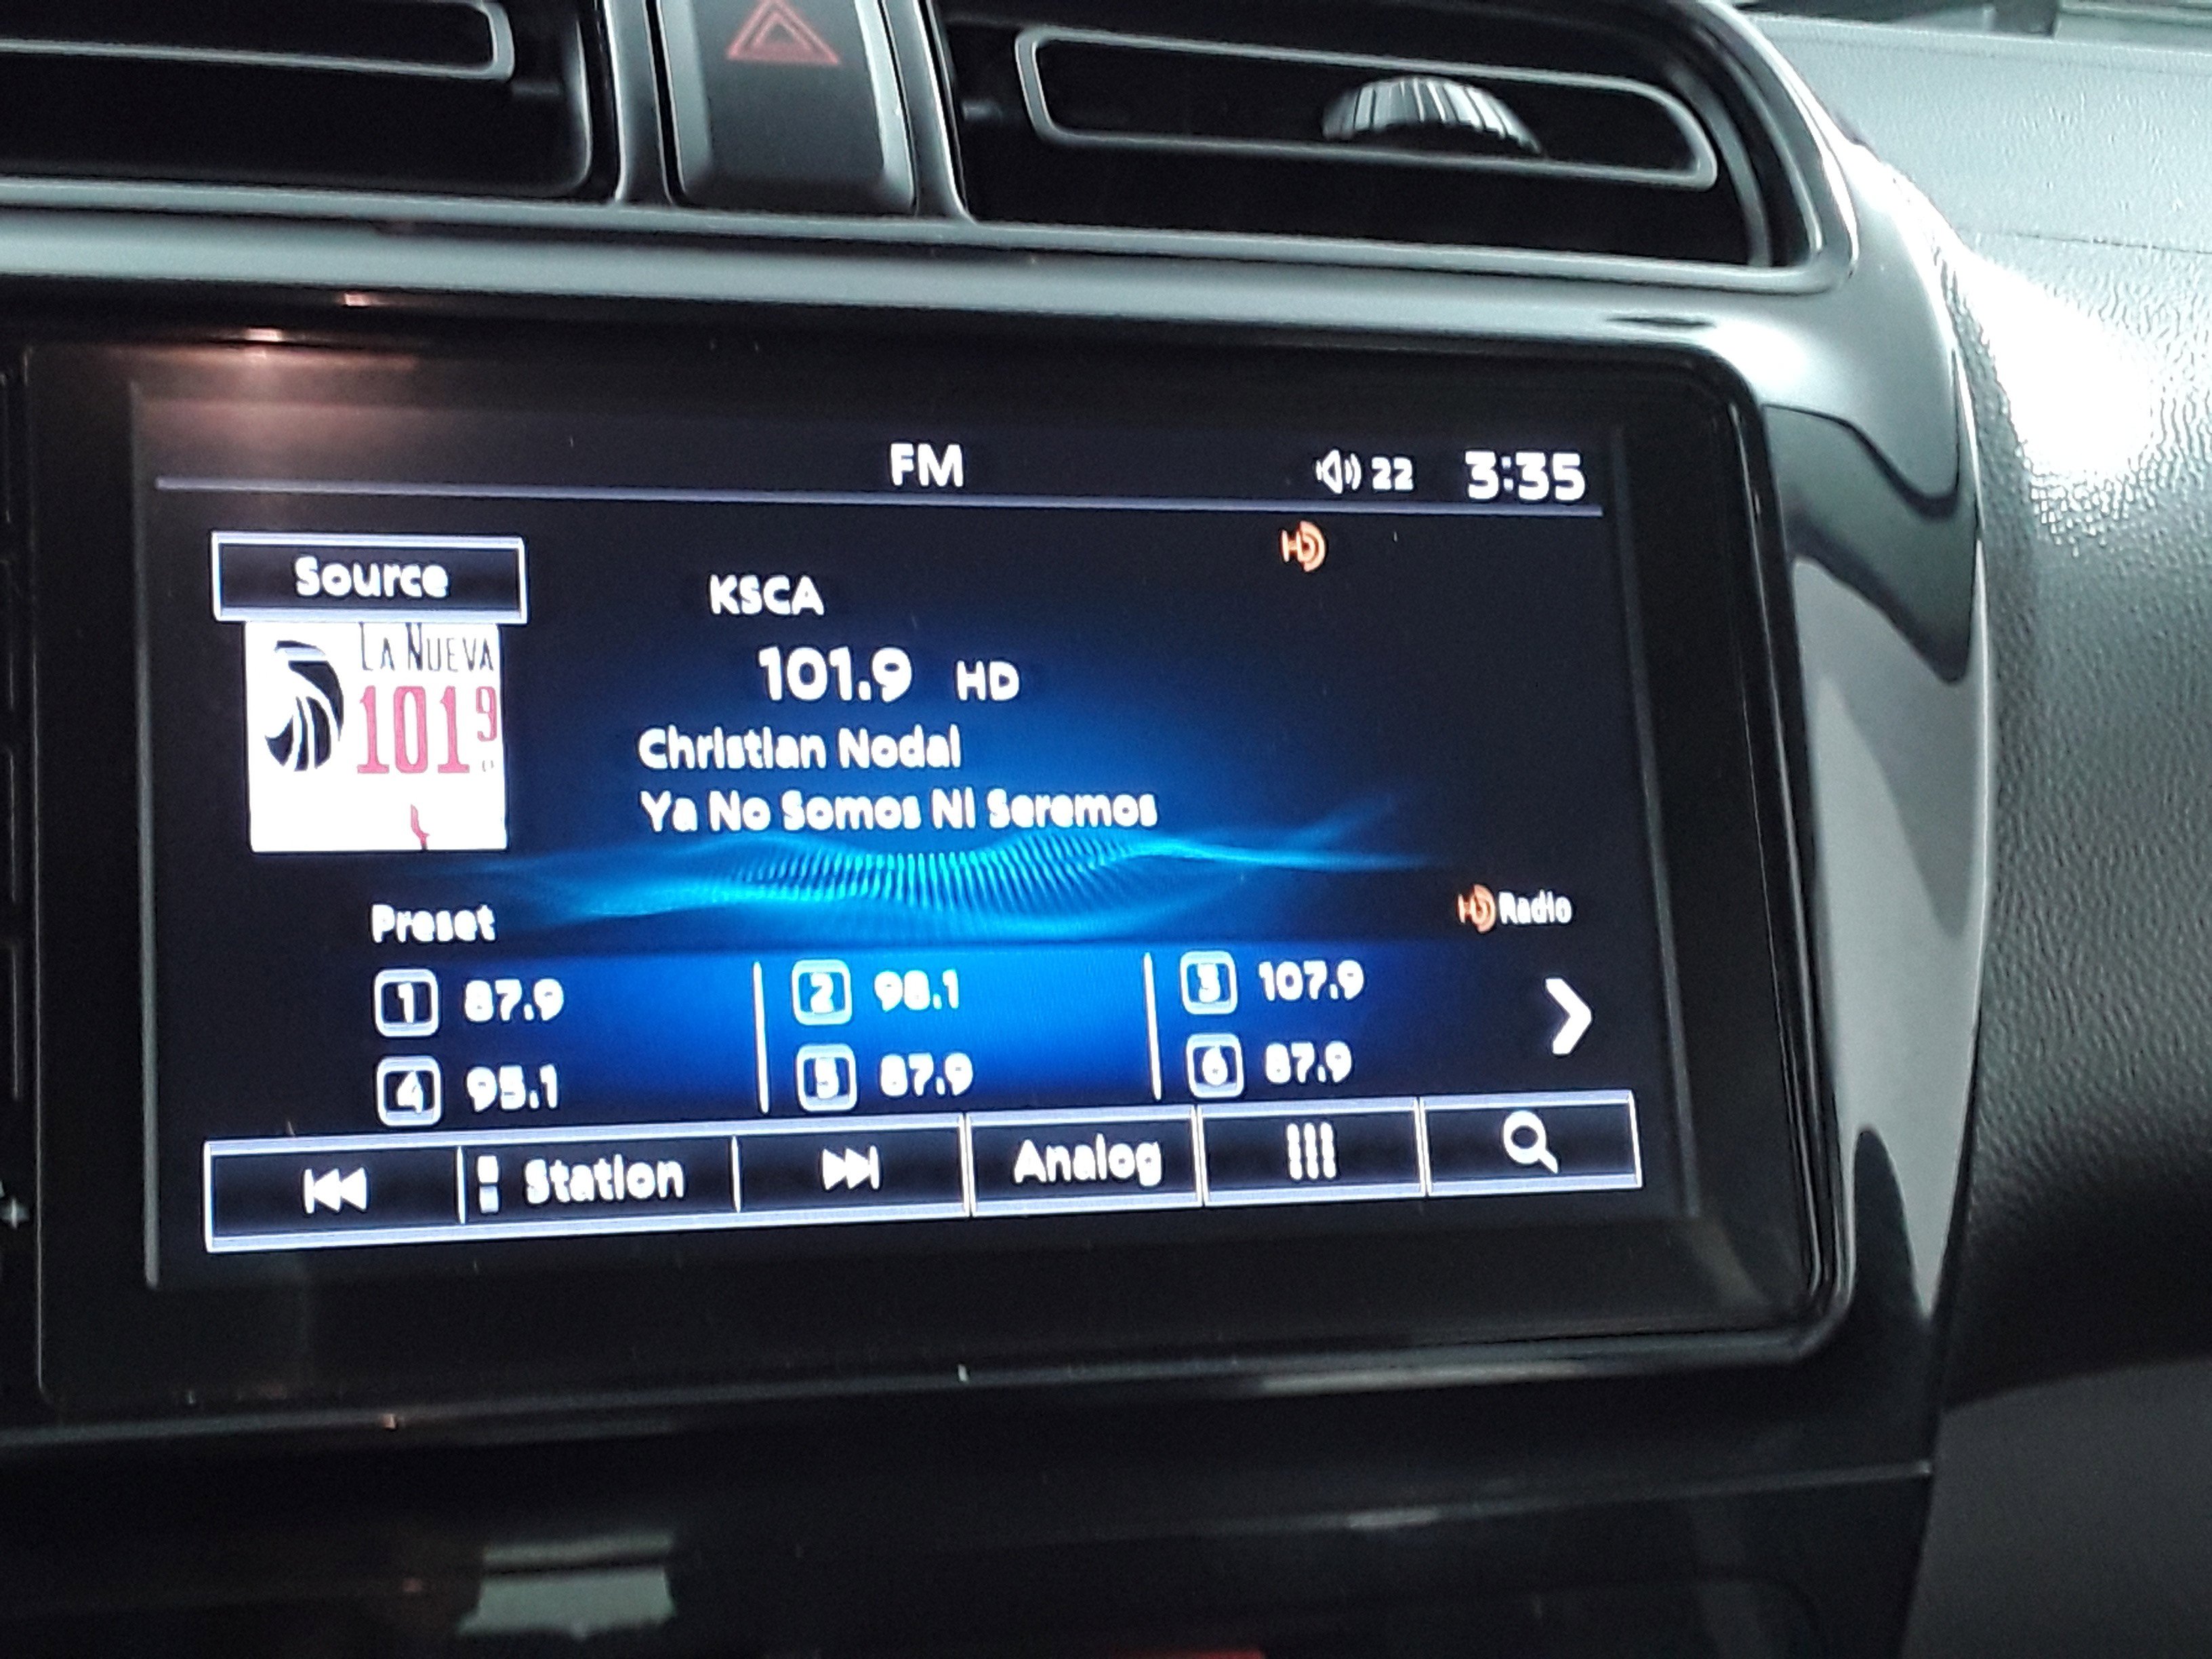 FM
22
3:35
Source
HD
KSCA
LA NUEVA
101.9
101.9 HD
Christian Nodal
Ya No Somos Ni Seremos
Preset
HD Radio
1 87.9
2 98.1
3 107.9
4 95.1
5 87.9
6 87.9
Station
Analog